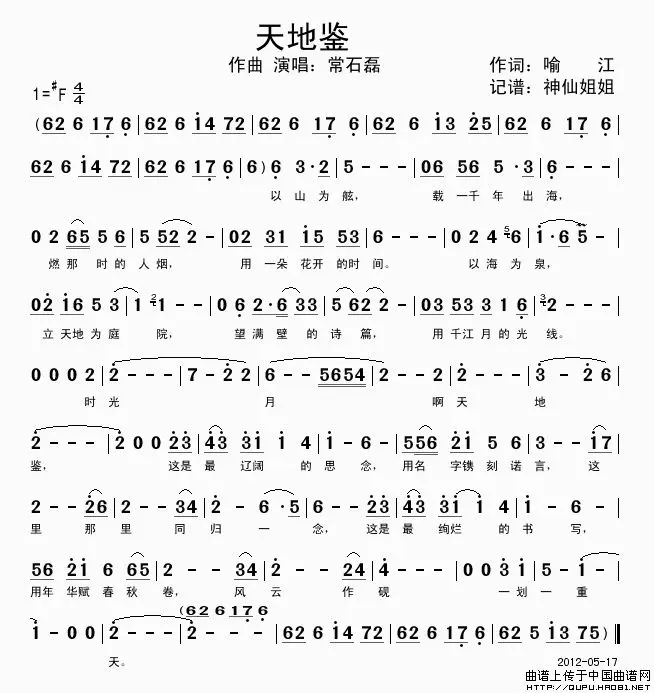 天地鉴
作曲 演唱：常石磊 作词：喻 江
1=#F 4/4 记谱：神仙姐姐
(62 6 17 6 | 62 6 14 72 | 62 6 17 6 | 62 6 13 25 | 62 6 17 6 |
62 6 14 72 | 62 6 17 6 | 6) 6 3·2 | 5 - - - | 06 56 5 ·3 | 6 - - - |
以 山 为 舷， 载 一千 年 出 海，
0 2 65 5 6 | 5 52 2 - | 02 31 15 53 | 6 - - - | 0 2 4 56 | 1·6 5 - |
燃 那 时 的 人 烟， 用 一朵 花开 的时 间。 以 海 为 泉，
02 16 5 3 | 1 2 1 - - | 0 6 2·6 33 | 56 2 2 - | 03 53 3 1 6 | 3 2 - - - |
立 天地 为 庭 院， 望 满 壁 的 诗 篇， 用 千江 月 的 光 线。
0 0 0 2 | 2 - - - | 7 - 2 2 | 6 - - 5654 | 2 - - 2 | 2 - - - | 3 - 2 6 |
时 光 月 啊 天 地
2 - - - | 2 0 0 23 | 43 31 1 4 | 1 - 6 - | 556 21 5 6 | 3 - - 17 |
鉴， 这是 最 辽阔 的 思 念， 用名 字镌 刻 诺 言， 这
2 - - 26 | 2 - - 34 | 2 - 6·5 | 6 - - 23 | 43 31 1 4 | 1 - 6 - |
里 那 里 同 归 一 念， 这是 最 绚烂 的 书 写，
56 21 6 65 | 2 - - 34 | 2 - 2 - | 4 - - - | 0 0 3 1 | 5 - 2 - |
用年 华赋 春 秋 卷， 风 云 作 砚 一 划 一 重
(62 6 17 6
1 - 0 0 | 2 - - - | 2 - - - | 62 6 14 72 | 62 6 17 6 | 62 6 13 75) ‖
天。
2012-05-17
曲谱上传于中国曲谱网
HTTP://QUPU.HAO81.NET